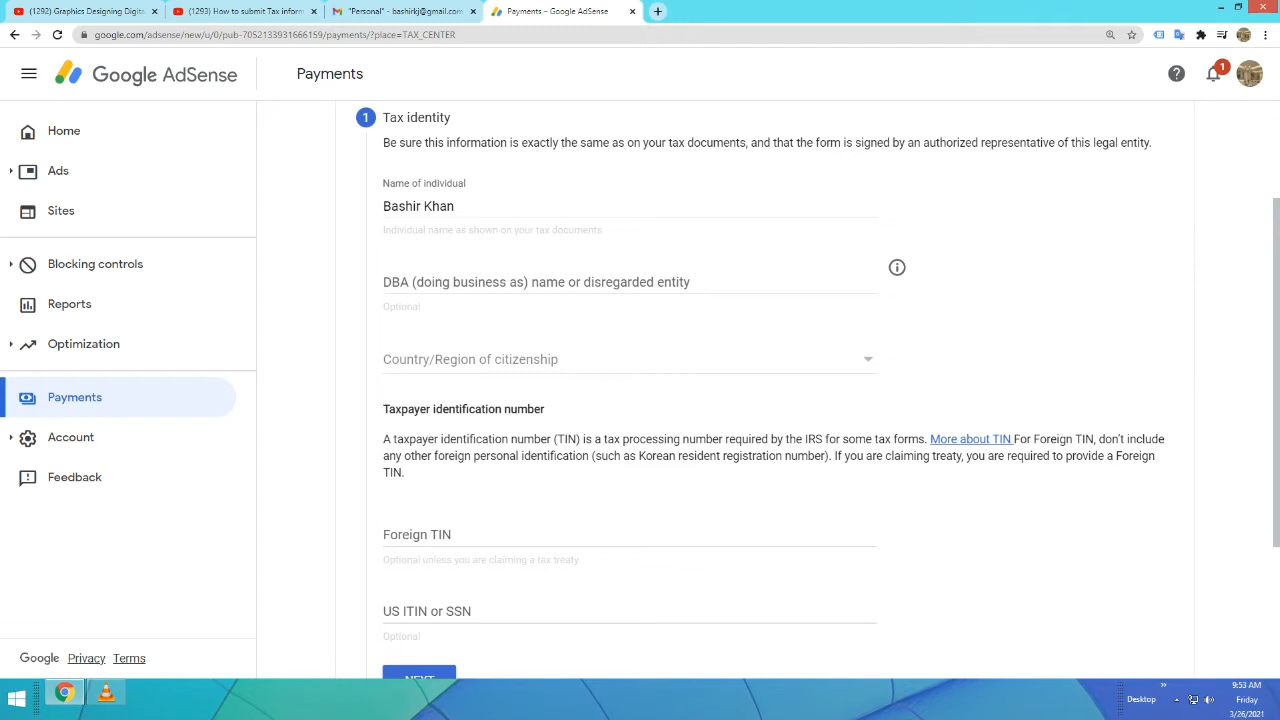 (1292) Graphics Designing Digit
(1293) How to submit Tax inform
"Personal" - bashirkj@gmail.com
Payments – Google AdSense
google.com/adsense/new/u/0/pub-7052133931666159/payments/?place=TAX_CENTER
Google AdSense
Payments
1
Home
Ads
Sites
Blocking controls
Reports
Optimization
Payments
Account
Feedback
Google Privacy Terms
1 Tax identity
Be sure this information is exactly the same as on your tax documents, and that the form is signed by an authorized representative of this legal entity.
Name of individual
Bashir Khan
Individual name as shown on your tax documents
DBA (doing business as) name or disregarded entity
Optional
Country/Region of citizenship
Taxpayer identification number
A taxpayer identification number (TIN) is a tax processing number required by the IRS for some tax forms. More about TIN For Foreign TIN, don't include
any other foreign personal identification (such as Korean resident registration number). If you are claiming treaty, you are required to provide a Foreign
TIN.
Foreign TIN
Optional unless you are claiming a tax treaty
US ITIN or SSN
Optional
NEXT
Desktop
9:53 AM
Friday
3/26/2021